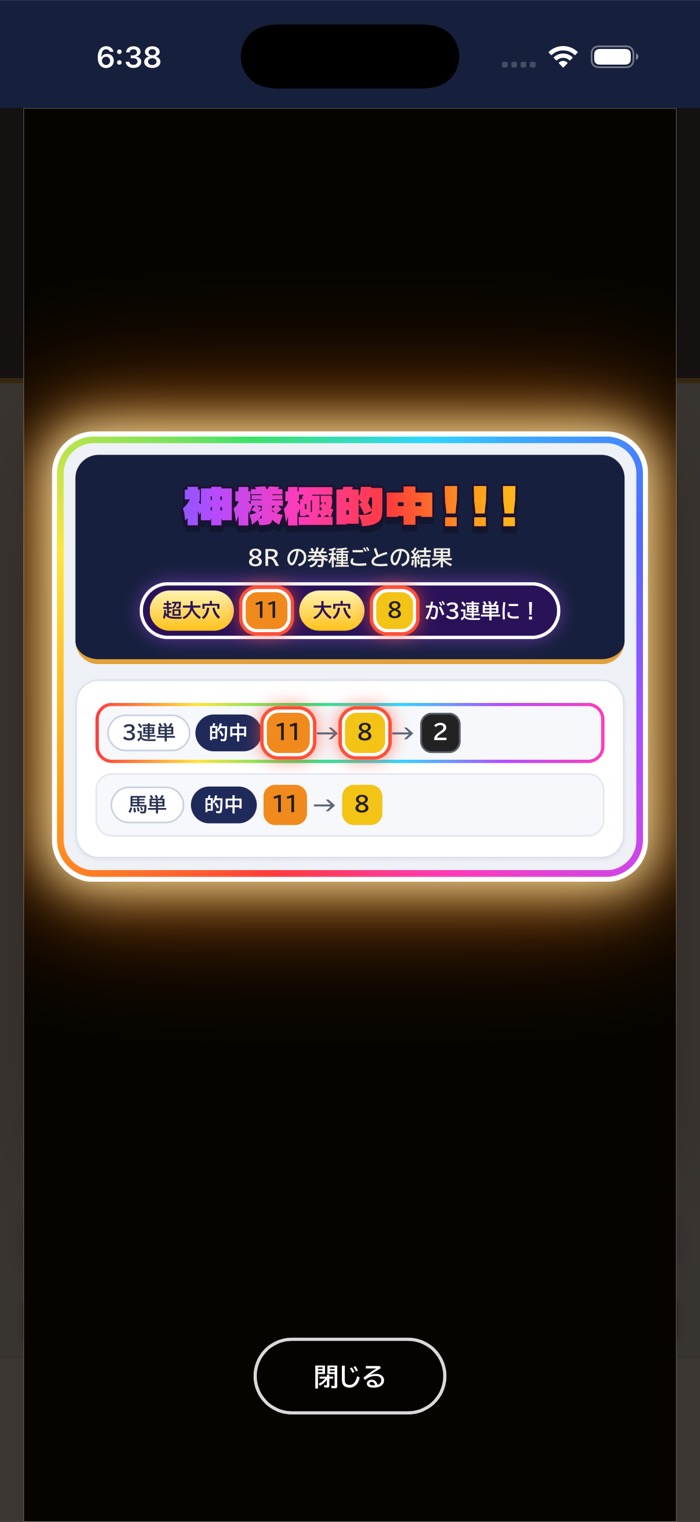 6:38
神様極的中!!!
8R の券種ごとの結果
超大穴 11 大穴 8 が3連単に！
3連単 的中 11→8→2
馬単 的中 11→8
閉じる